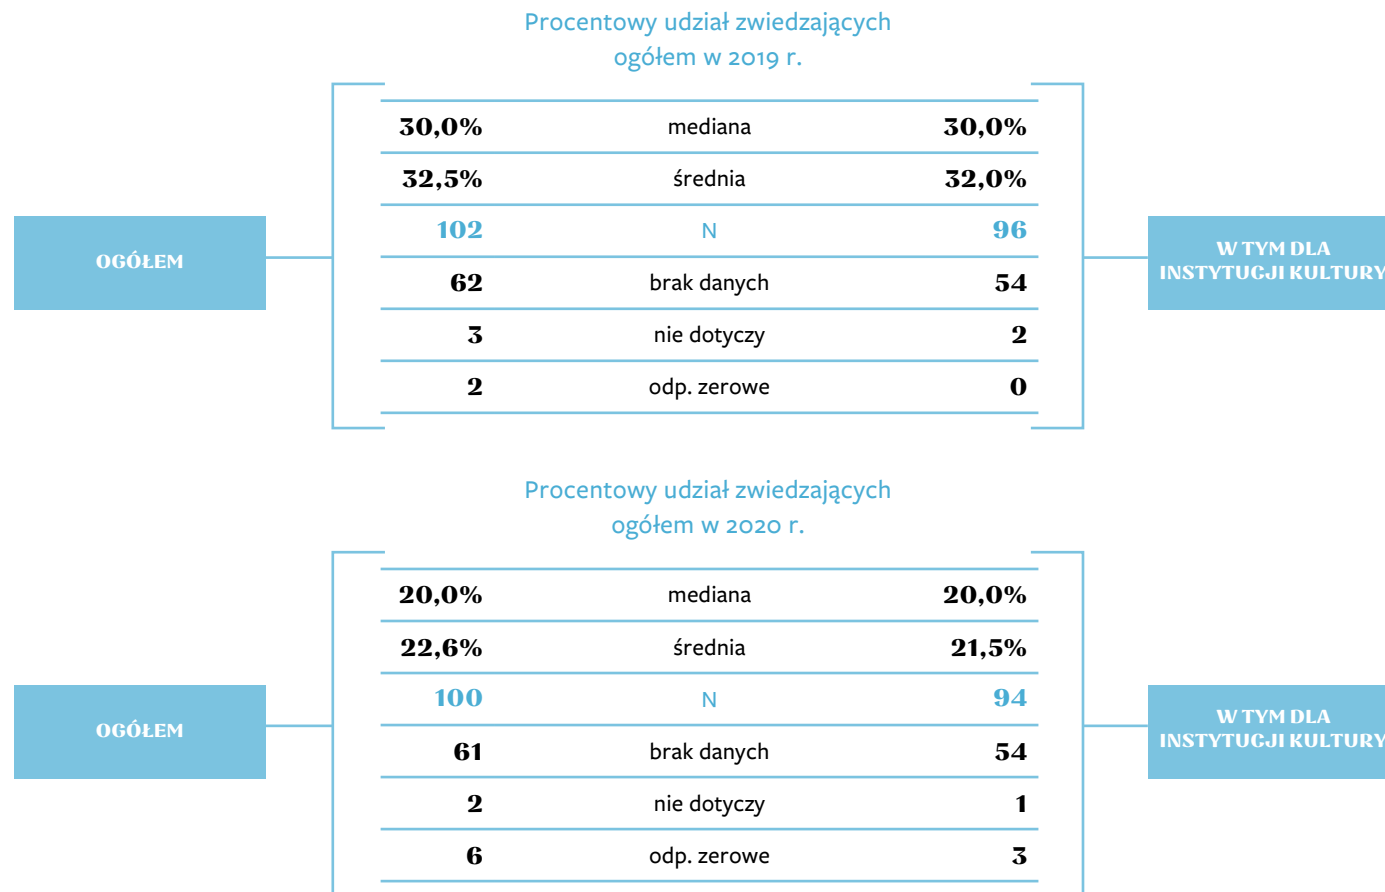 Procentowy udział zwiedzających
ogółem w 2019 r.
30,0% mediana 30,0%
32,5% średnia 32,0%
102 N 96
62 brak danych 54
3 nie dotyczy 2
2 odp. zerowe 0
OGÓŁEM
W TYM DLA
INSTYTUCJI KULTURY
Procentowy udział zwiedzających
ogółem w 2020 r.
20,0% mediana 20,0%
22,6% średnia 21,5%
100 N 94
61 brak danych 54
2 nie dotyczy 1
6 odp. zerowe 3
OGÓŁEM
W TYM DLA
INSTYTUCJI KULTURY